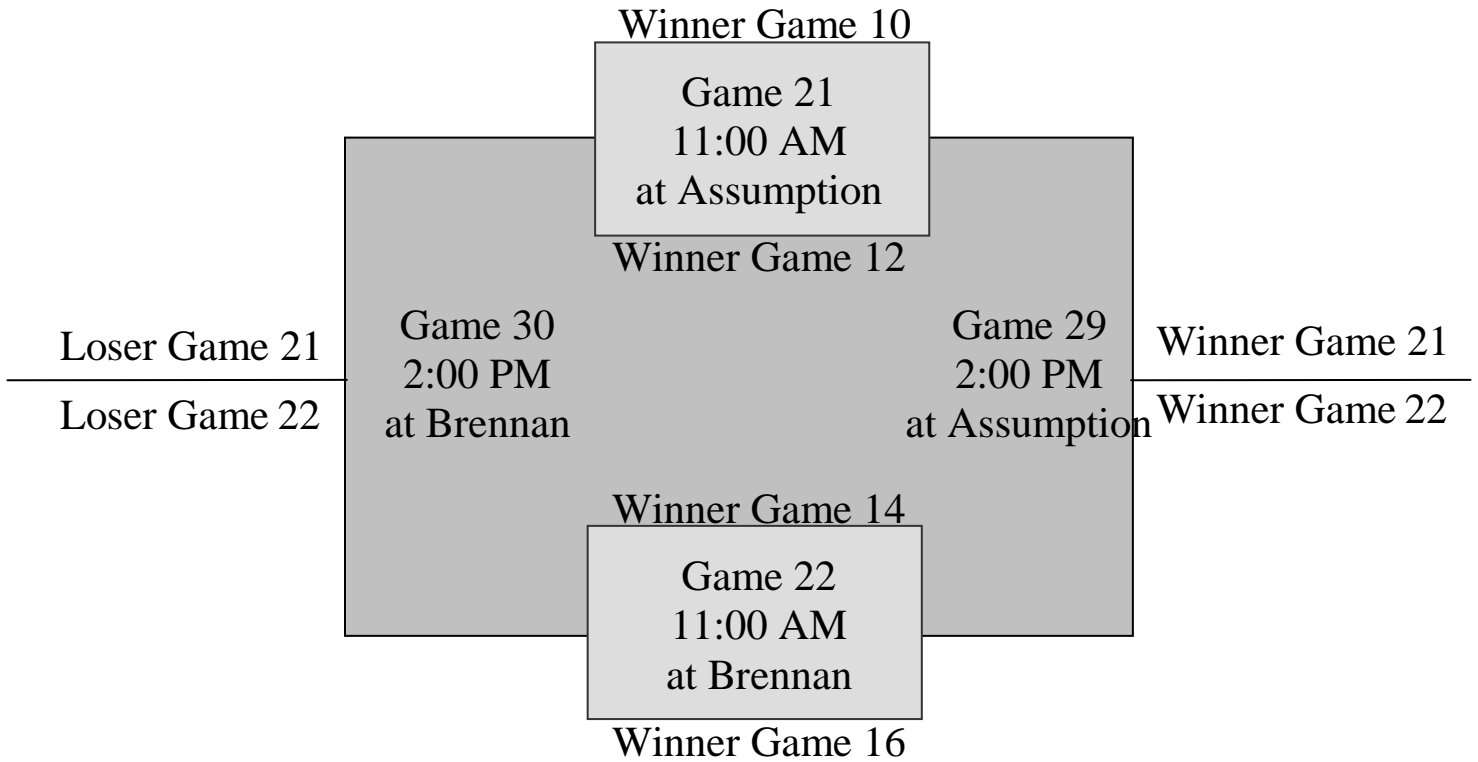 Winner Game 10
Game 21
11:00 AM
at Assumption
Winner Game 12
Loser Game 21
Loser Game 22
Game 30
2:00 PM
at Brennan
Game 29
2:00 PM
at Assumption
Winner Game 21
Winner Game 22
Winner Game 14
Game 22
11:00 AM
at Brennan
Winner Game 16